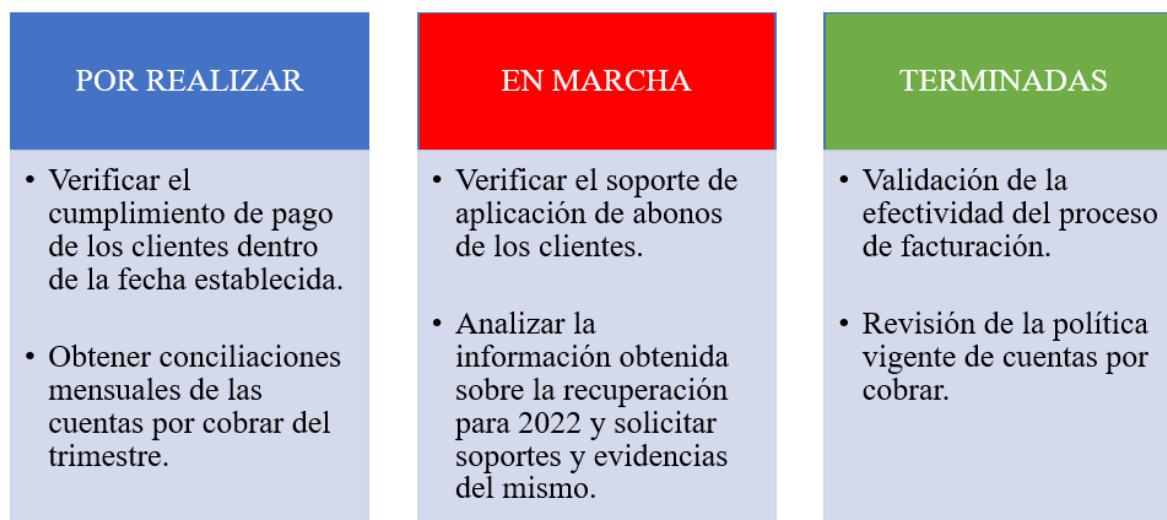 POR REALIZAR
• Verificar el
cumplimiento de pago
de los clientes dentro
de la fecha establecida.
• Obtener conciliaciones
mensuales de las
cuentas por cobrar del
trimestre.
EN MARCHA
• Verificar el soporte de
aplicación de abonos
de los clientes.
• Analizar la
información obtenida
sobre la recuperación
para 2022 y solicitar
soportes y evidencias
del mismo.
TERMINADAS
• Validación de la
efectividad del proceso
de facturación.
• Revisión de la política
vigente de cuentas por
cobrar.